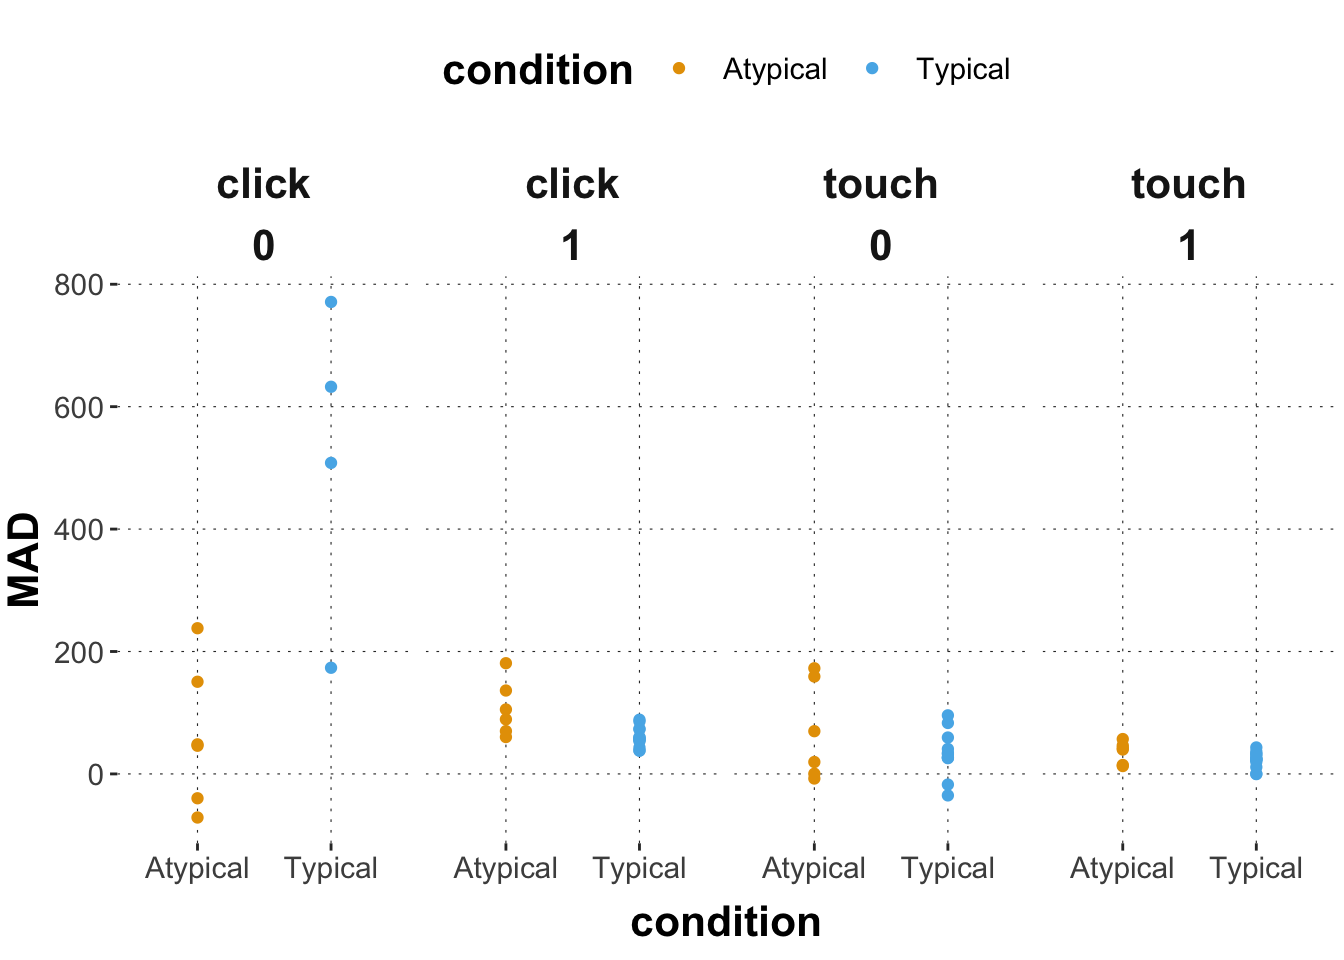 condition Atypical Typical
click click touch touch
0 1 0 1
800
600
400
200
0
MAD
Atypical Typical Atypical Typical Atypical Typical Atypical Typical
condition